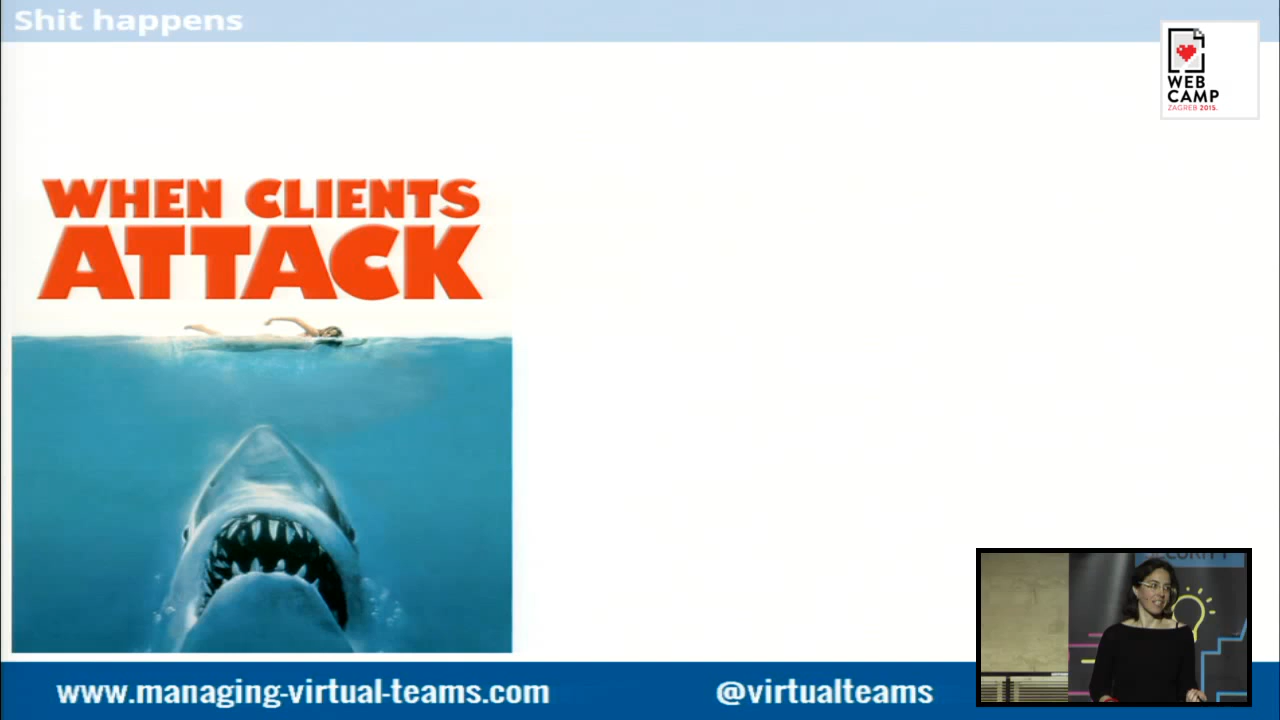 Shit happens
WEB
CAMP
ZAGREB 2015.
WHEN CLIENTS
ATTACK
www.managing-virtual-teams.com
@virtualteams